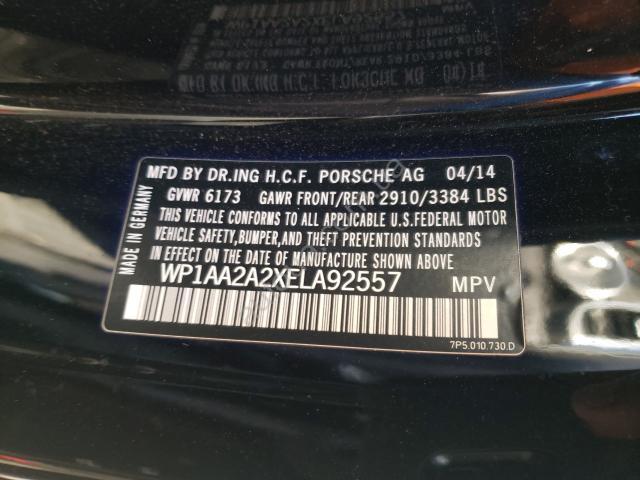 MFD BY DR.ING H.C.F. PORSCHE AG 04/14
GVWR 6173 GAWR FRONT/REAR 2910/3384 LBS
THIS VEHICLE CONFORMS TO ALL APPLICABLE U.S.FEDERAL MOTOR
VEHICLE SAFETY,BUMPER,AND THEFT PREVENTION STANDARDS
IN EFFECT ON THE DATE OF MANUFACTURE SHOWN ABOVE.
WP1AA2A2XELA92557 MPV
MADE IN GERMANY
7P5.010.730.D